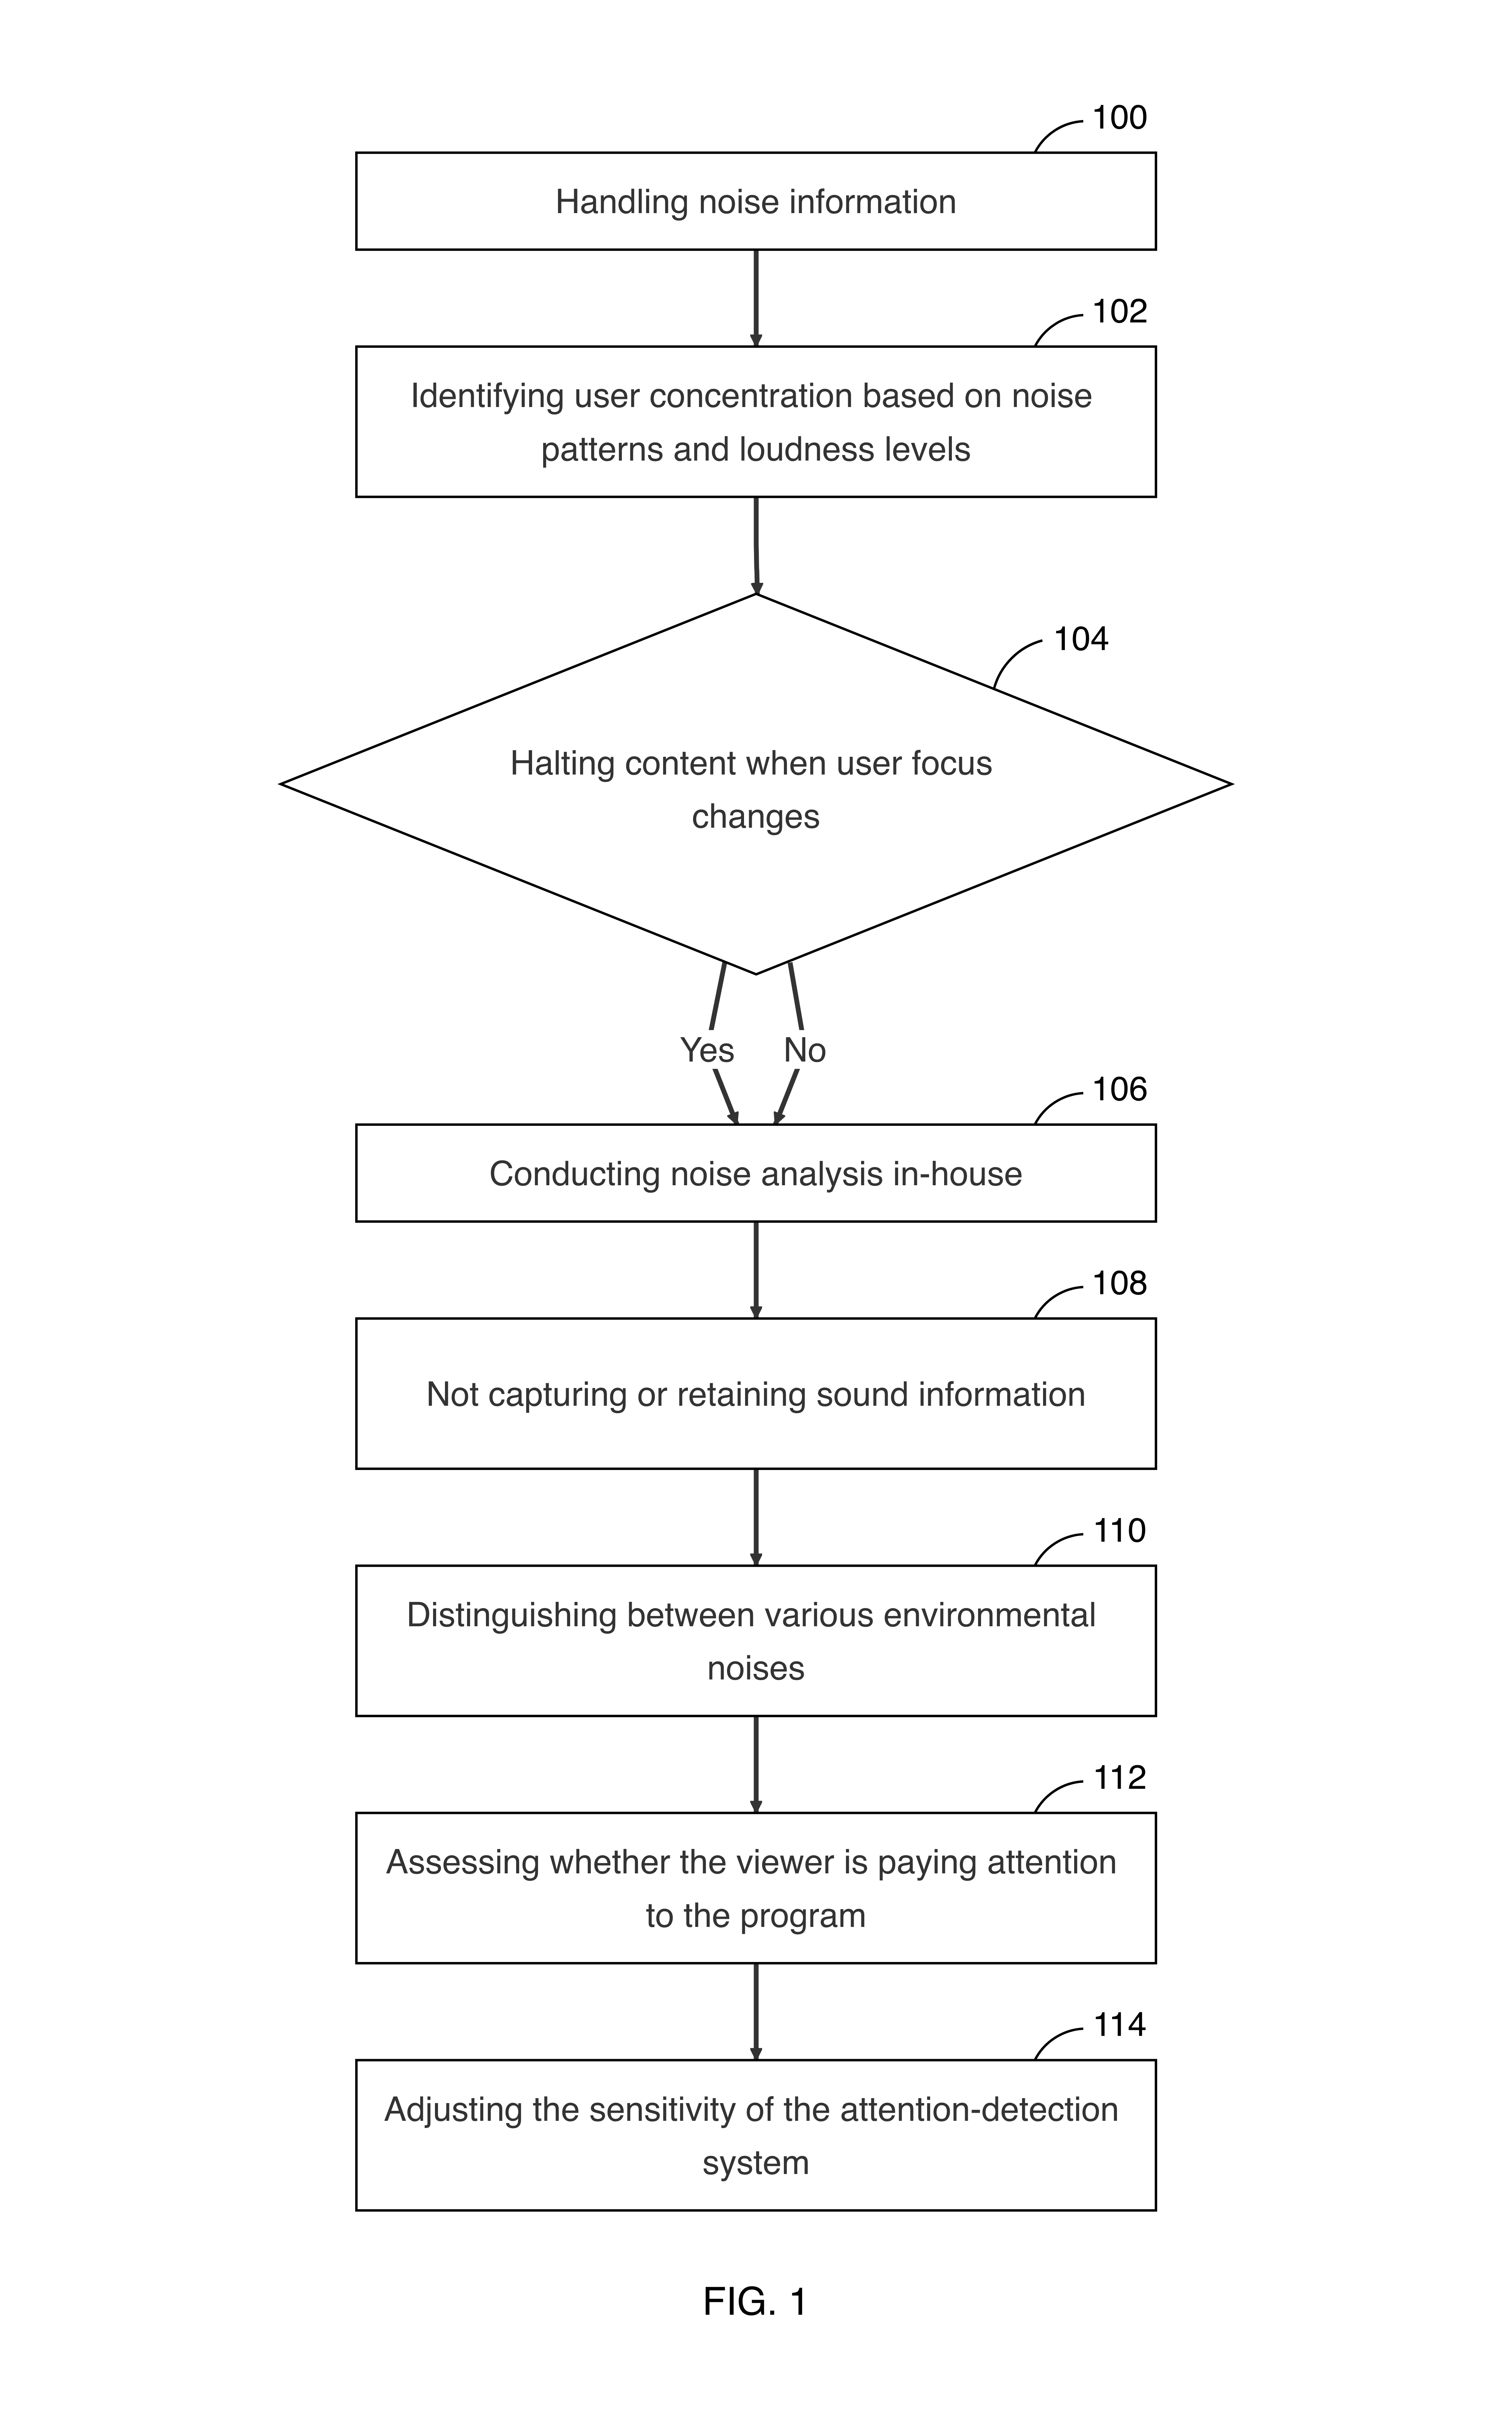 100
Handling noise information
102
Identifying user concentration based on noise
patterns and loudness levels
104
Halting content when user focus
changes
Yes
No
106
Conducting noise analysis in-house
108
Not capturing or retaining sound information
110
Distinguishing between various environmental
noises
112
Assessing whether the viewer is paying attention
to the program
114
Adjusting the sensitivity of the attention-detection
system
FIG. 1